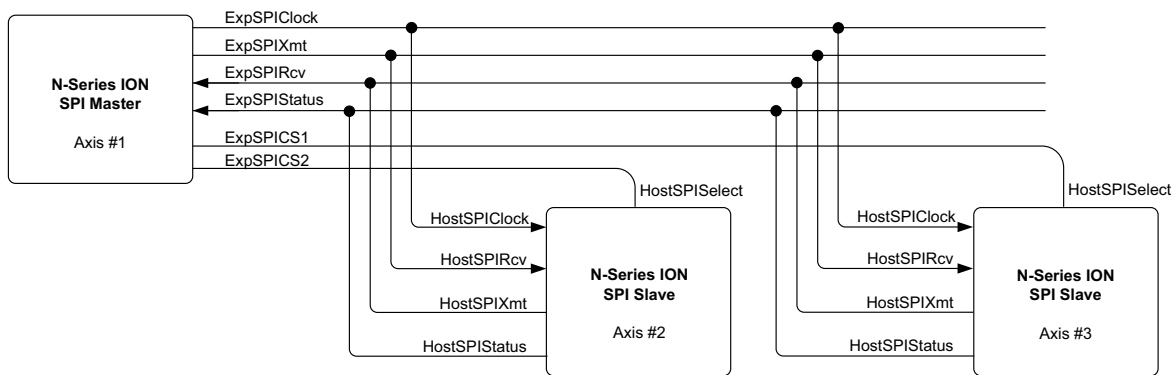 N-Series ION
SPI Master
Axis #1
ExpSPIClock
ExpSPIXmt
ExpSPIRcv
ExpSPIStatus
ExpSPICS1
ExpSPICS2
HostSPISelect
HostSPIClock
HostSPIRcv
HostSPIXmt
HostSPIStatus
N-Series ION
SPI Slave
Axis #2
HostSPISelect
HostSPIClock
HostSPIRcv
HostSPIXmt
HostSPIStatus
N-Series ION
SPI Slave
Axis #3